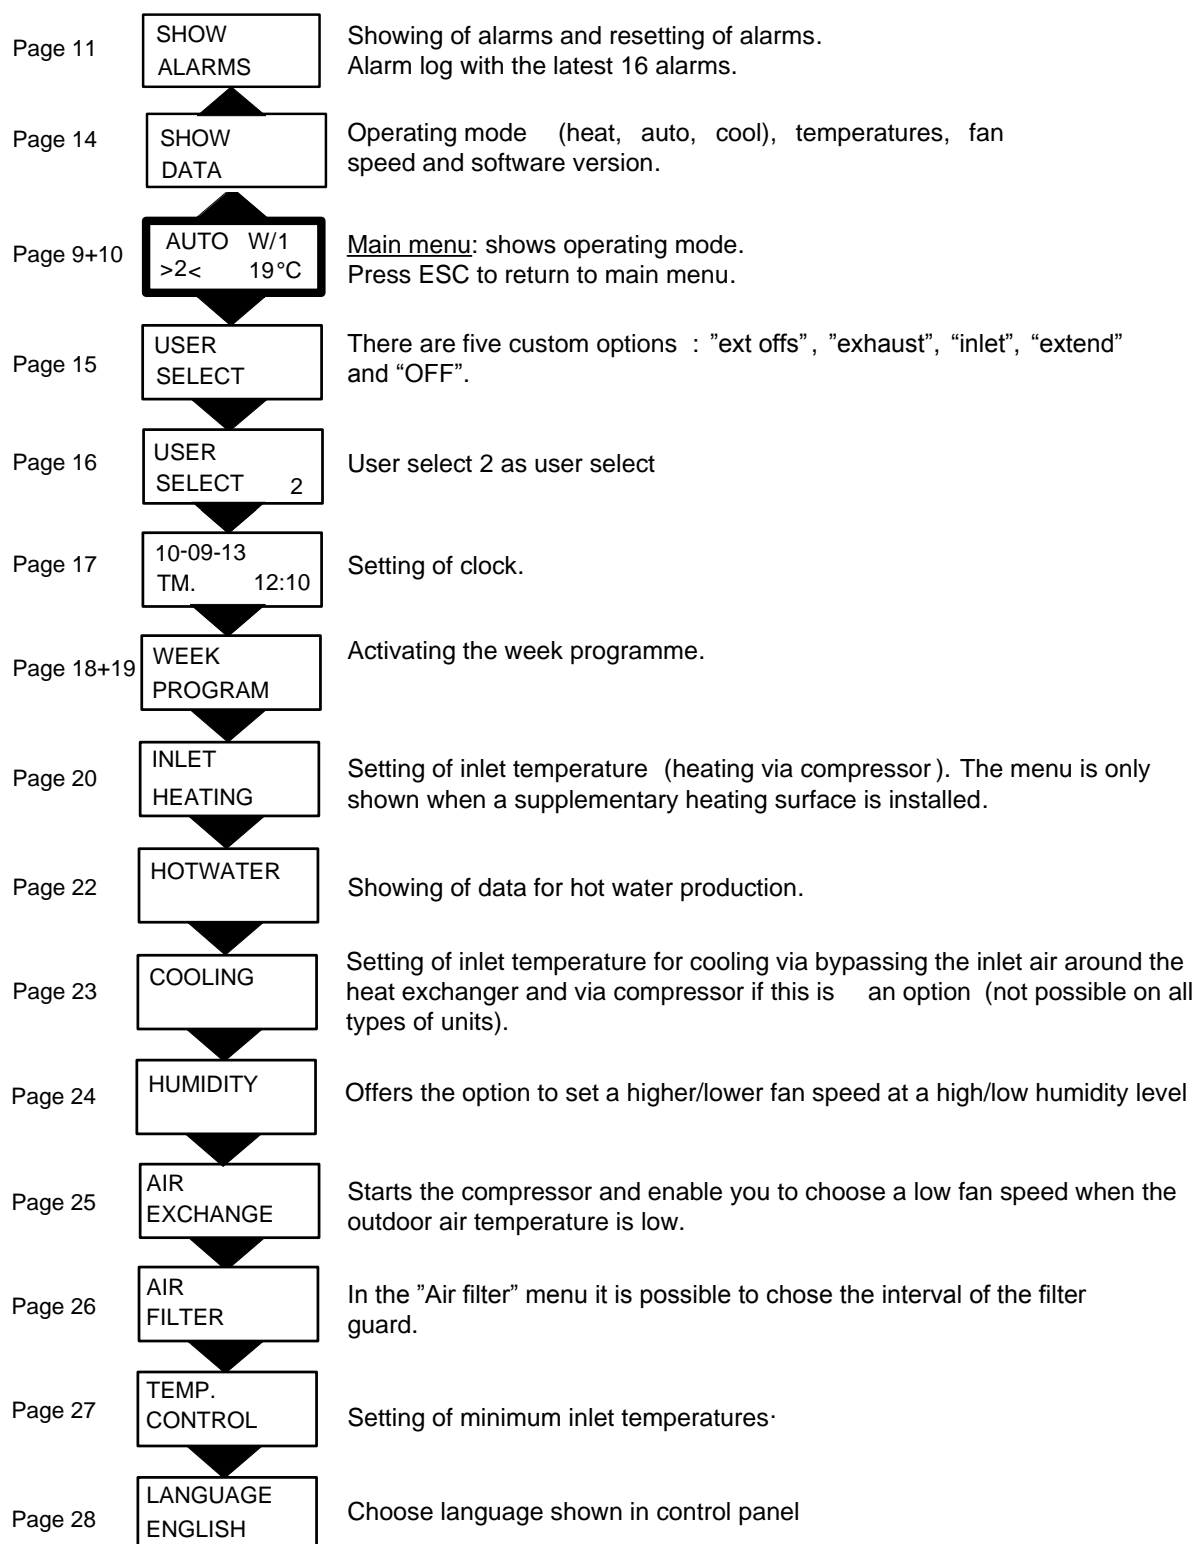 Page 11
SHOW
ALARMS
Showing of alarms and resetting of alarms.
Alarm log with the latest 16 alarms.
Page 14
SHOW
DATA
Operating mode (heat, auto, cool), temperatures, fan
speed and software version.
Page 9+10
AUTO W/1
>2< 19°C
Main menu: shows operating mode.
Press ESC to return to main menu.
Page 15
USER
SELECT
There are five custom options : ”ext offs”, ”exhaust”, “inlet”, “extend”
and “OFF”.
Page 16
USER
SELECT 2
User select 2 as user select
Page 17
10-09-13
TM. 12:10
Setting of clock.
Page 18+19
WEEK
PROGRAM
Activating the week programme.
Page 20
INLET
HEATING
Setting of inlet temperature (heating via compressor). The menu is only
shown when a supplementary heating surface is installed.
Page 22
HOTWATER
Showing of data for hot water production.
Page 23
COOLING
Setting of inlet temperature for cooling via bypassing the inlet air around the
heat exchanger and via compressor if this is an option (not possible on all
types of units).
Page 24
HUMIDITY
Offers the option to set a higher/lower fan speed at a high/low humidity level
Page 25
AIR
EXCHANGE
Starts the compressor and enable you to choose a low fan speed when the
outdoor air temperature is low.
Page 26
AIR
FILTER
In the ”Air filter” menu it is possible to chose the interval of the filter
guard.
Page 27
TEMP.
CONTROL
Setting of minimum inlet temperatures·
Page 28
LANGUAGE
ENGLISH
Choose language shown in control panel